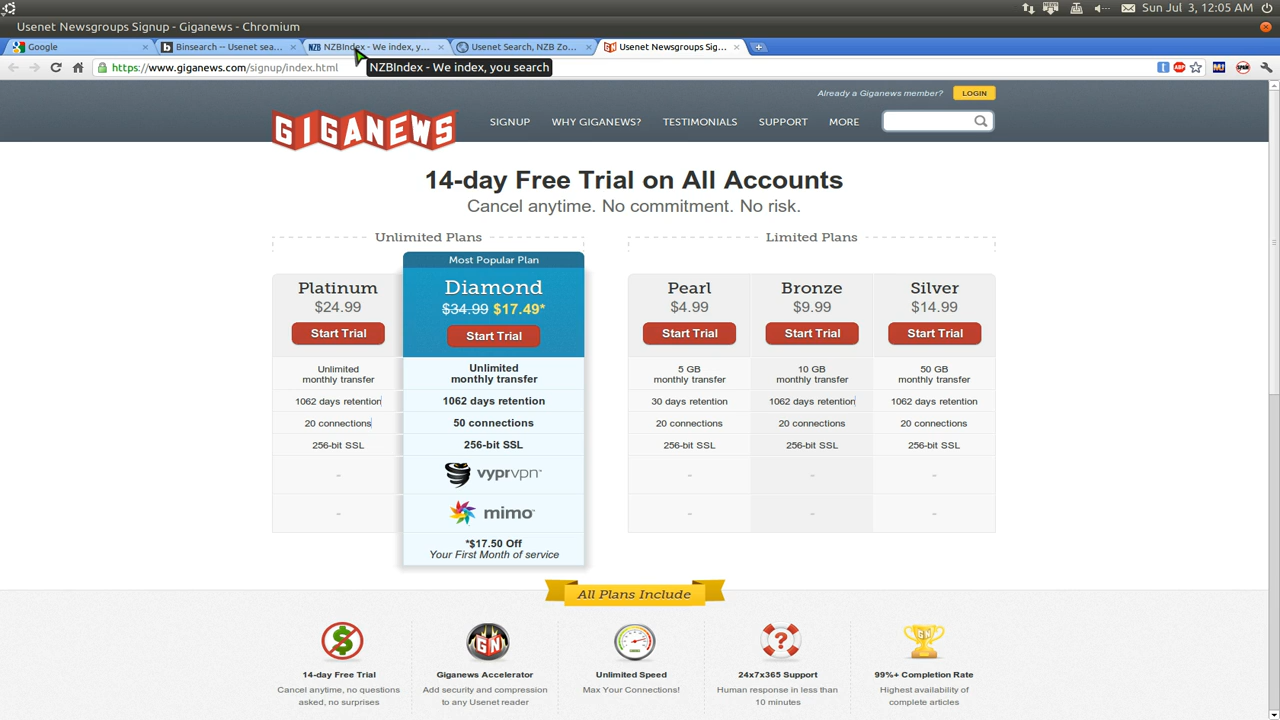 Sun Jul 3, 12:05 AM
Usenet Newsgroups Signup - Giganews - Chromium
Google
Binsearch -- Usenet sea...
NZB NZBIndex - We index, y...
Usenet Search, NZB Zo...
Usenet Newsgroups Sig...
https://www.giganews.com/signup/index.html
NZBIndex - We index, you search
Already a Giganews member?
LOGIN
GIGANEWS
SIGNUP
WHY GIGANEWS?
TESTIMONIALS
SUPPORT
MORE
14-day Free Trial on All Accounts
Cancel anytime. No commitment. No risk.
Unlimited Plans
Limited Plans
Most Popular Plan
Platinum
$24.99
Start Trial
Unlimited
monthly transfer
1062 days retention
20 connections
256-bit SSL
-
-
Diamond
$34.99 $17.49*
Start Trial
Unlimited
monthly transfer
1062 days retention
50 connections
256-bit SSL
vyprvpn™
mimo™
*$17.50 Off
Your First Month of service
Pearl
$4.99
Start Trial
5 GB
monthly transfer
30 days retention
20 connections
256-bit SSL
-
-
Bronze
$9.99
Start Trial
10 GB
monthly transfer
1062 days retention
20 connections
256-bit SSL
-
-
Silver
$14.99
Start Trial
50 GB
monthly transfer
1062 days retention
20 connections
256-bit SSL
-
-
All Plans Include
14-day Free Trial
Cancel anytime, no questions
asked, no surprises
GN
Giganews Accelerator
Add security and compression
to any Usenet reader
Unlimited Speed
Max Your Connections!
24x7x365 Support
Human response in less than
10 minutes
GN
99%+ Completion Rate
Highest availability of
complete articles